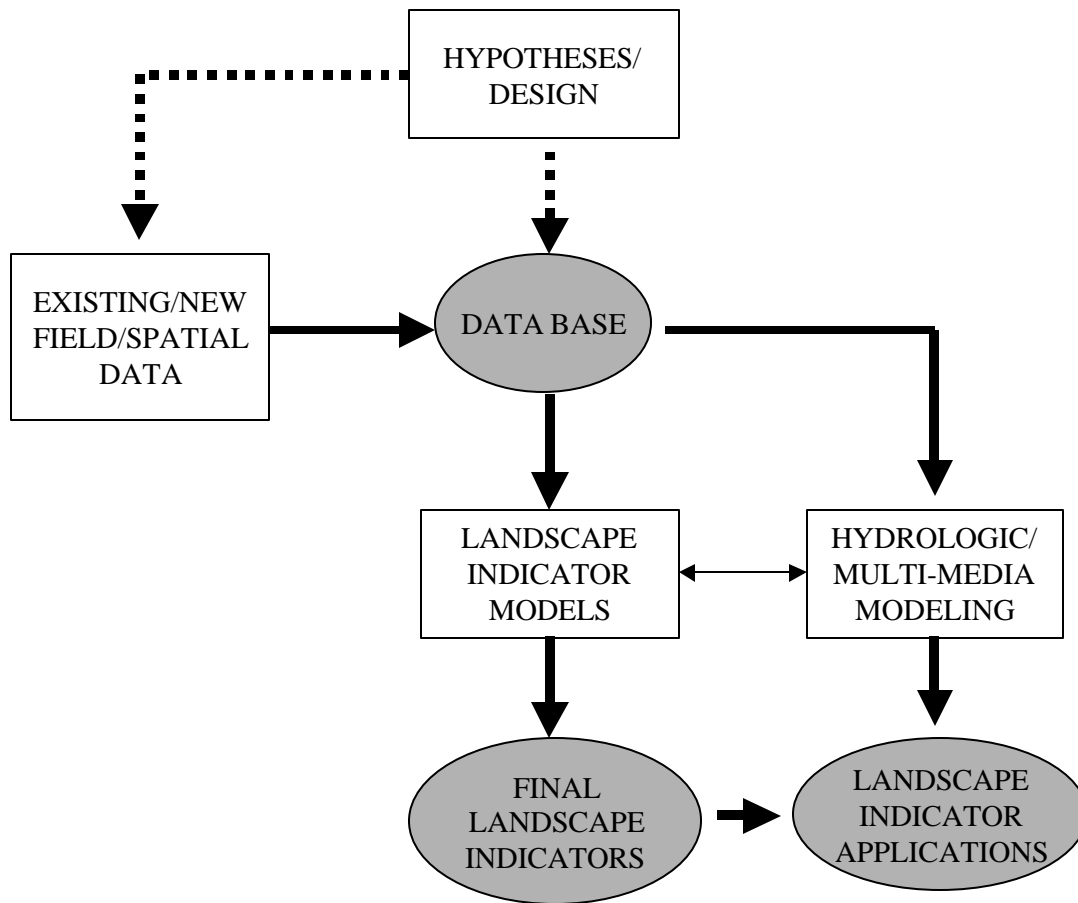 HYPOTHESES/
DESIGN
EXISTING/NEW
FIELD/SPATIAL
DATA
DATA BASE
LANDSCAPE
INDICATOR
MODELS
HYDROLOGIC/
MULTI-MEDIA
MODELING
FINAL
LANDSCAPE
INDICATORS
LANDSCAPE
INDICATOR
APPLICATIONS